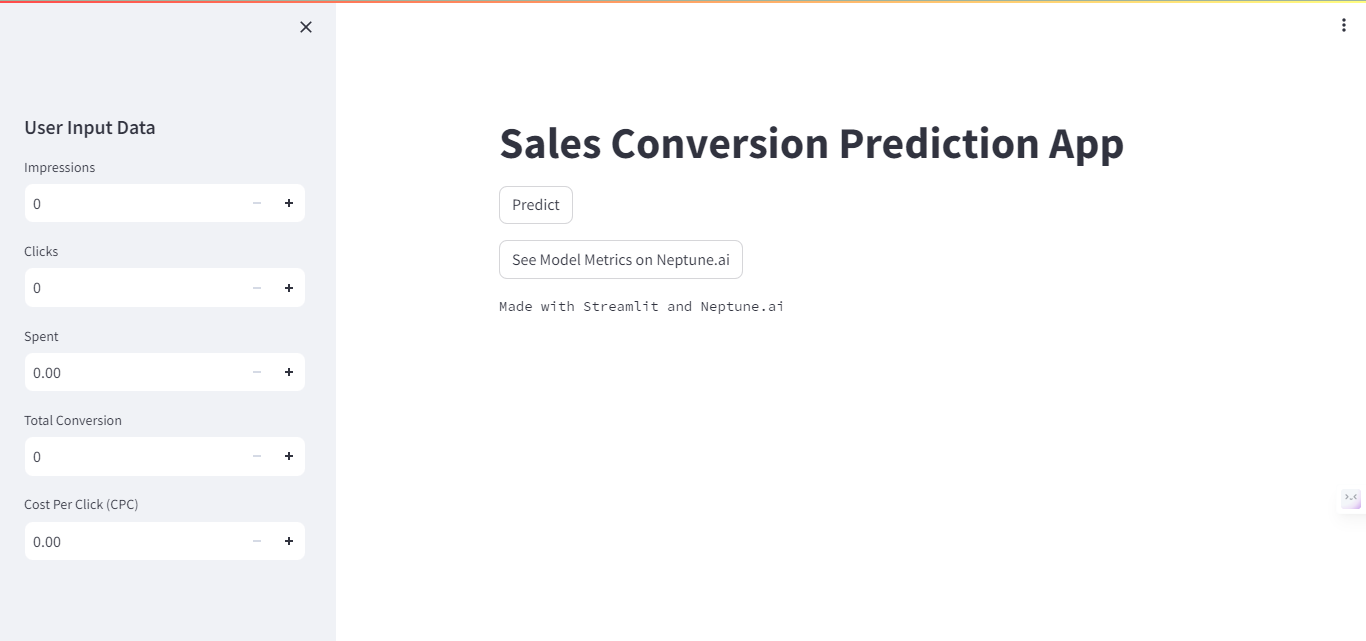 User Input Data
Impressions
0
Clicks
0
Spent
0.00
Total Conversion
0
Cost Per Click (CPC)
0.00
Sales Conversion Prediction App
Predict
See Model Metrics on Neptune.ai
Made with Streamlit and Neptune.ai